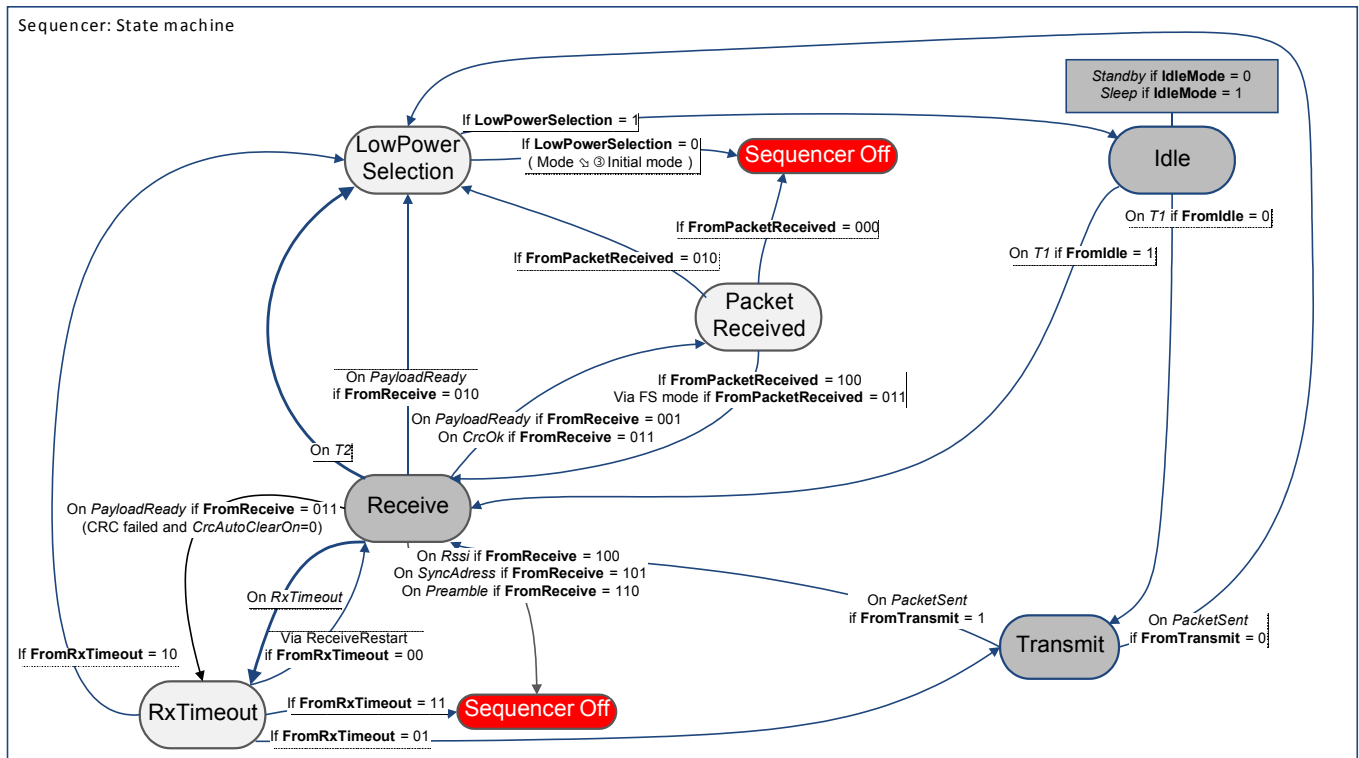 Sequencer: State machine
Standby if IdleMode = 0
Sleep if IdleMode = 1
If LowPowerSelection = 1
LowPower
Selection
If LowPowerSelection = 0
( Mode ⇘ ③ Initial mode )
Sequencer Off
Idle
On T1 if FromIdle = 0
If FromPacketReceived = 000
On T1 if FromIdle = 1
If FromPacketReceived = 010
Packet
Received
On PayloadReady
if FromReceive = 010
If FromPacketReceived = 100
Via FS mode if FromPacketReceived = 011
On PayloadReady if FromReceive = 001
On CrcOk if FromReceive = 011
On T2
Receive
On PayloadReady if FromReceive = 011
(CRC failed and CrcAutoClearOn=0)
On Rssi if FromReceive = 100
On SyncAdress if FromReceive = 101
On Preamble if FromReceive = 110
On RxTimeout
On PacketSent
if FromTransmit = 1
On PacketSent
if FromTransmit = 0
Via ReceiveRestart
if FromRxTimeout = 00
Transmit
If FromRxTimeout = 10
RxTimeout
If FromRxTimeout = 11
Sequencer Off
If FromRxTimeout = 01